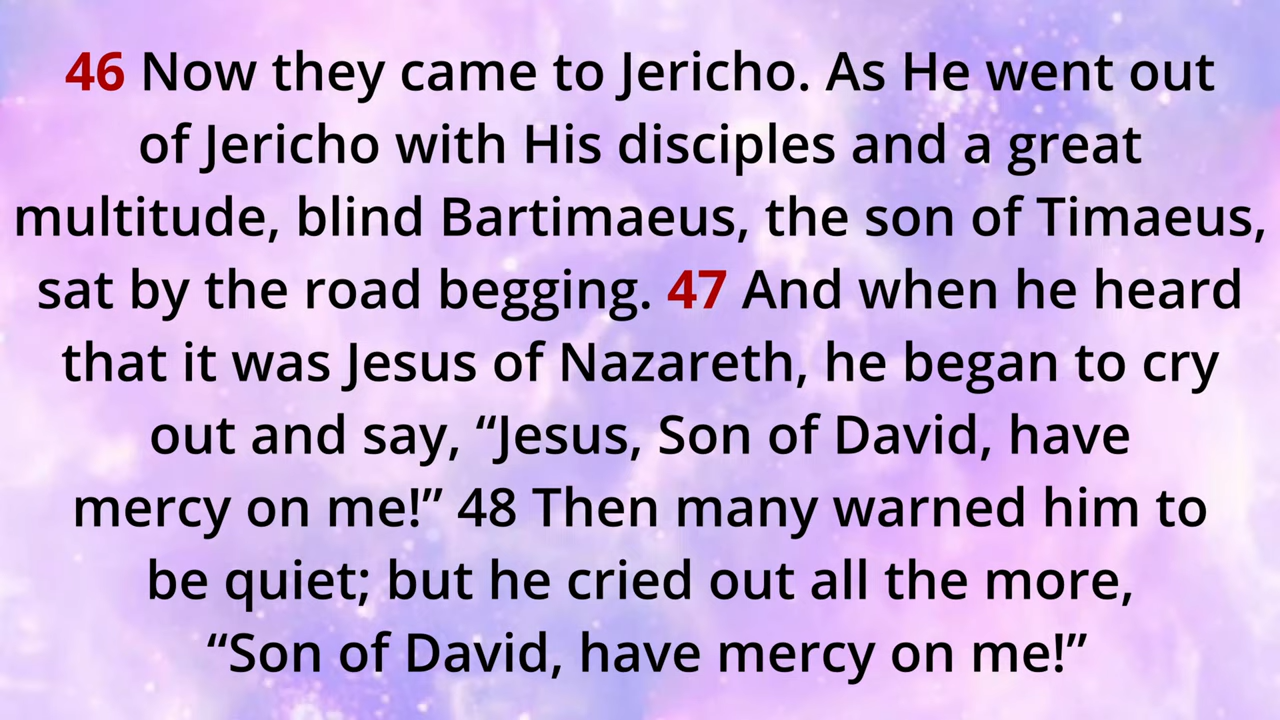 46 Now they came to Jericho. As He went out
of Jericho with His disciples and a great
multitude, blind Bartimaeus, the son of Timaeus,
sat by the road begging. 47 And when he heard
that it was Jesus of Nazareth, he began to cry
out and say, “Jesus, Son of David, have
mercy on me!” 48 Then many warned him to
be quiet; but he cried out all the more,
“Son of David, have mercy on me!”